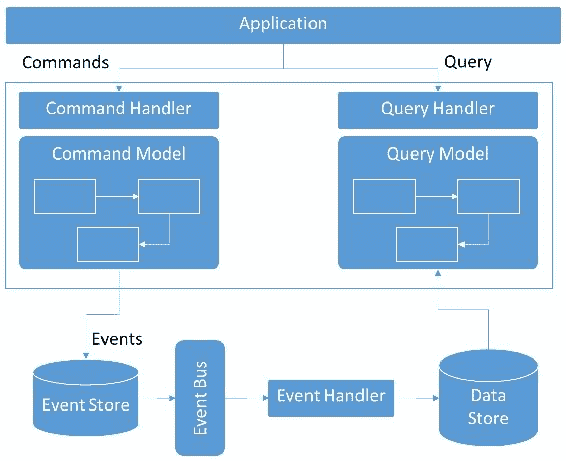 Application
Commands
Query
Command Handler
Query Handler
Command Model
Query Model
Events
Event Store
Event Bus
Event Handler
Data
Store